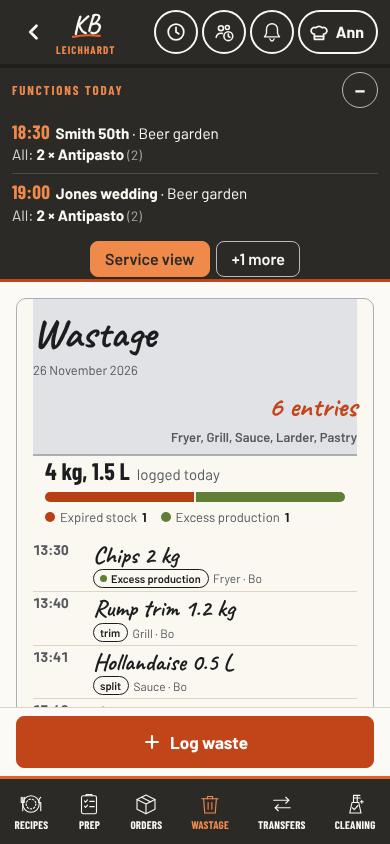 KB
LEICHHARDT
Ann
FUNCTIONS TODAY
18:30 Smith 50th · Beer garden
All: 2 × Antipasto (2)
19:00 Jones wedding · Beer garden
All: 2 × Antipasto (2)
Service view
+1 more
Wastage
26 November 2026
6 entries
Fryer, Grill, Sauce, Larder, Pastry
4 kg, 1.5 L logged today
Expired stock 1 Excess production 1
13:30 Chips 2 kg
Excess production Fryer · Bo
13:40 Rump trim 1.2 kg
trim Grill · Bo
13:41 Hollandaise 0.5 L
split Sauce · Bo
+ Log waste
RECIPES PREP ORDERS WASTAGE TRANSFERS CLEANING